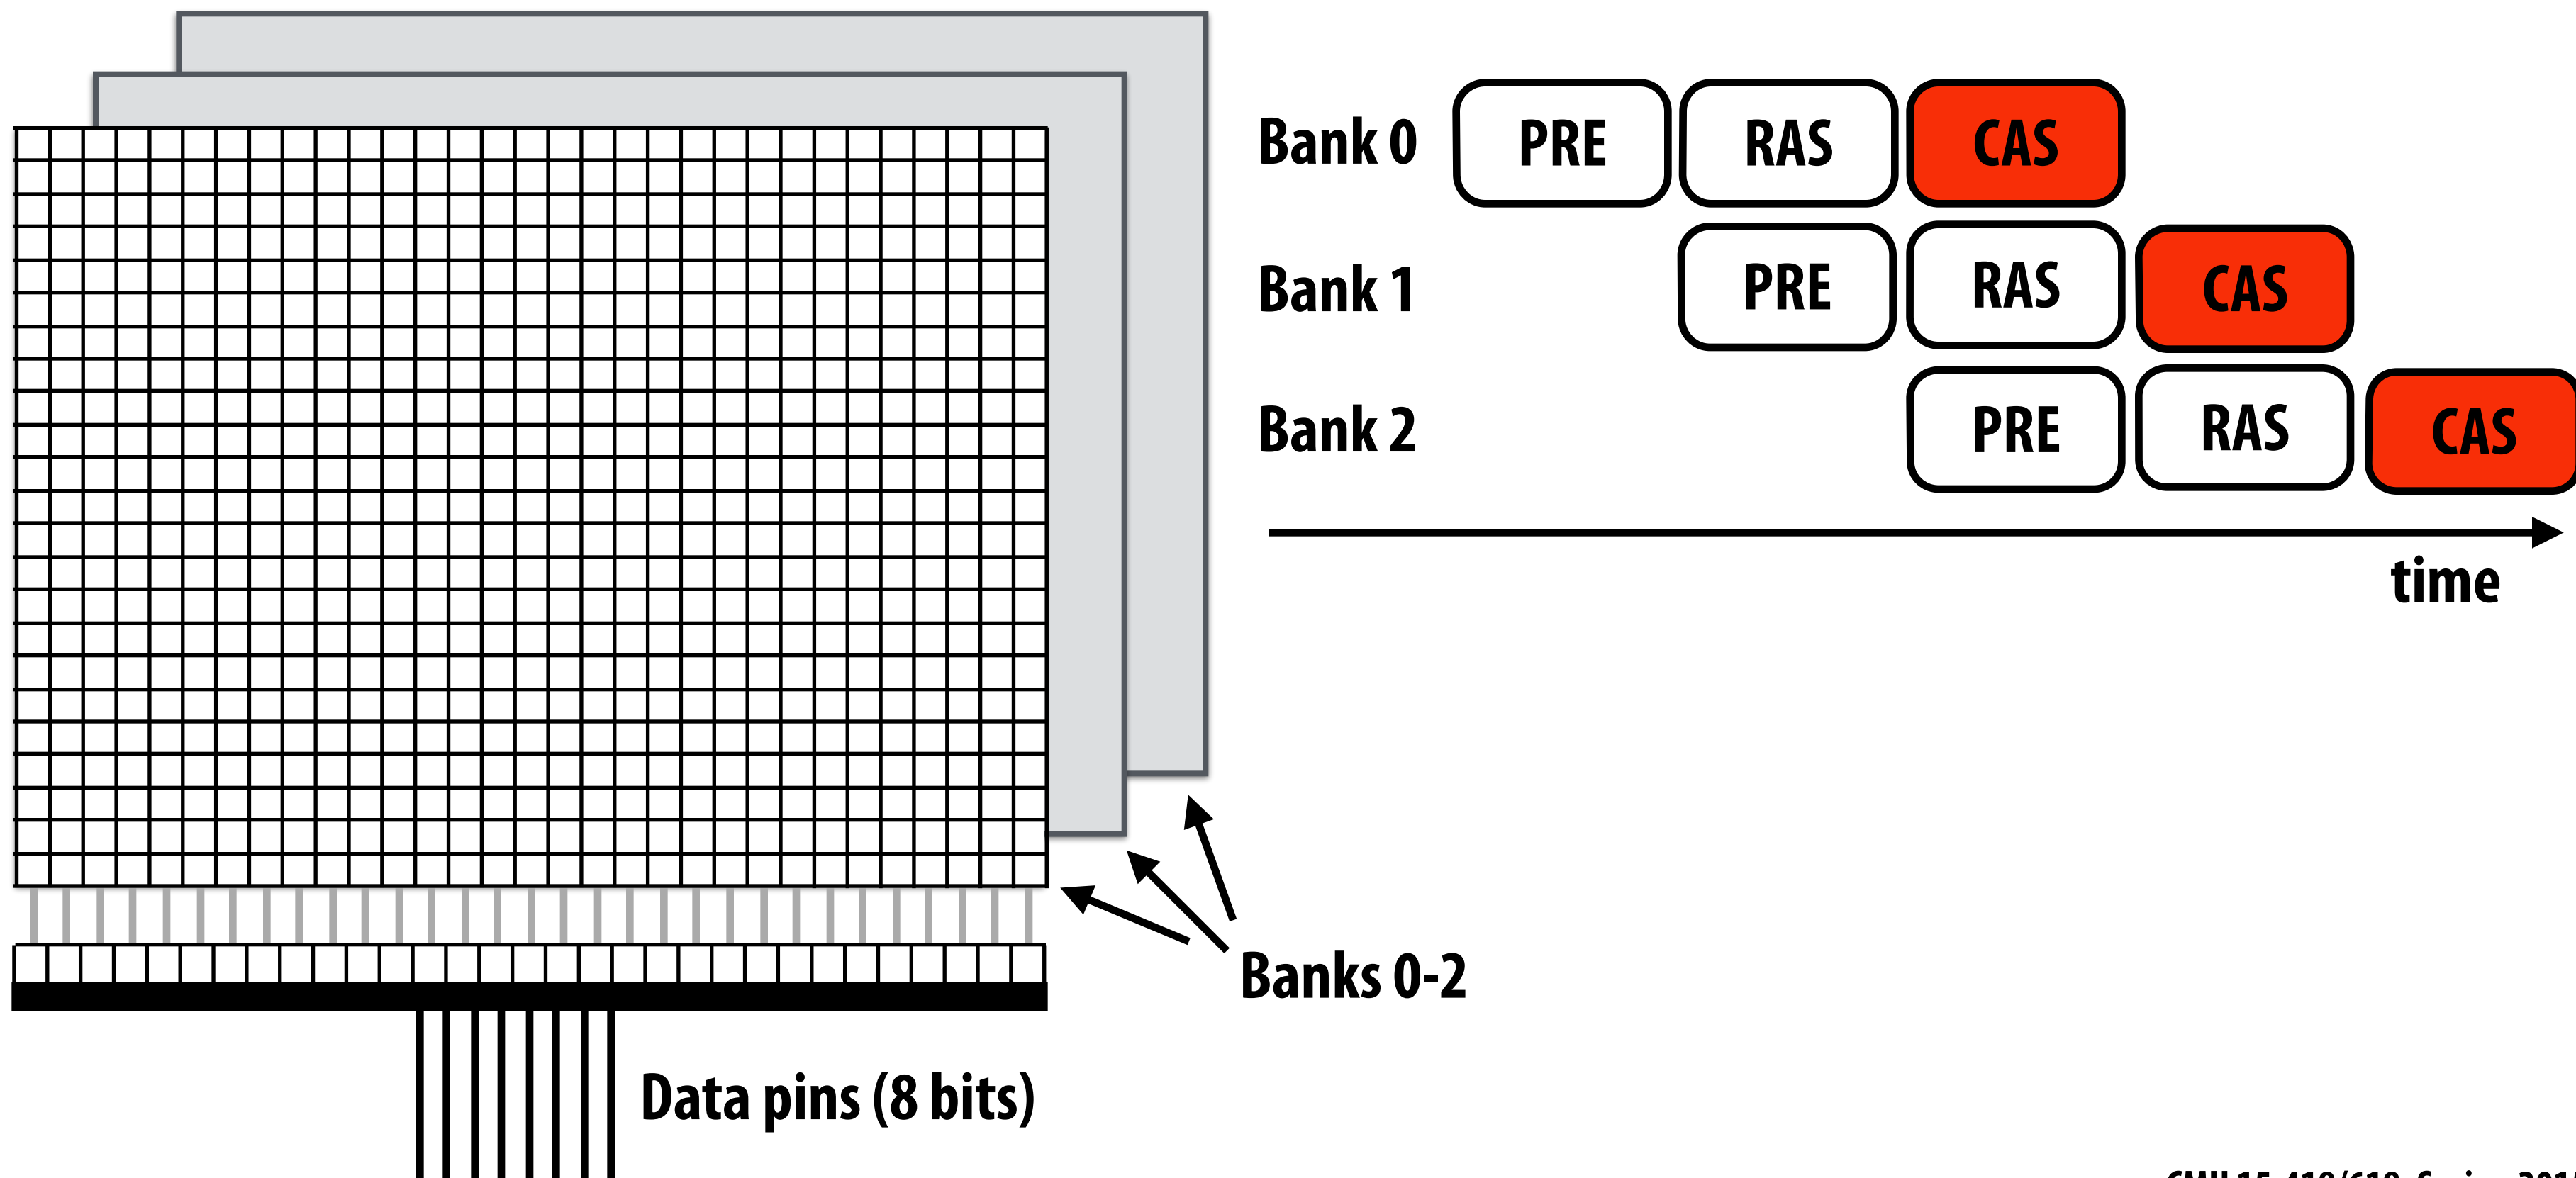 Bank 0 PRE RAS CAS
Bank 1 PRE RAS CAS
Bank 2 PRE RAS CAS
time
Banks 0-2
Data pins (8 bits)